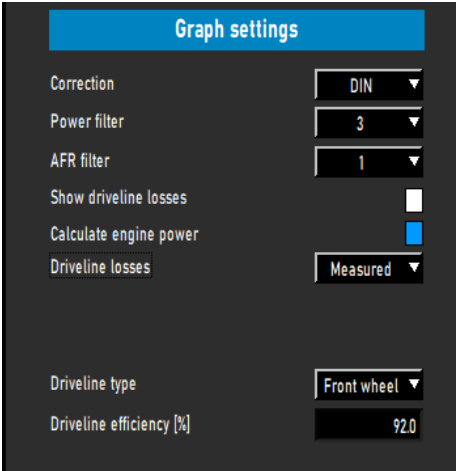 Graph settings
Correction DIN
Power filter 3
AFR filter 1
Show driveline losses
Calculate engine power
Driveline losses Measured
Driveline type Front wheel
Driveline efficiency [%] 92.0